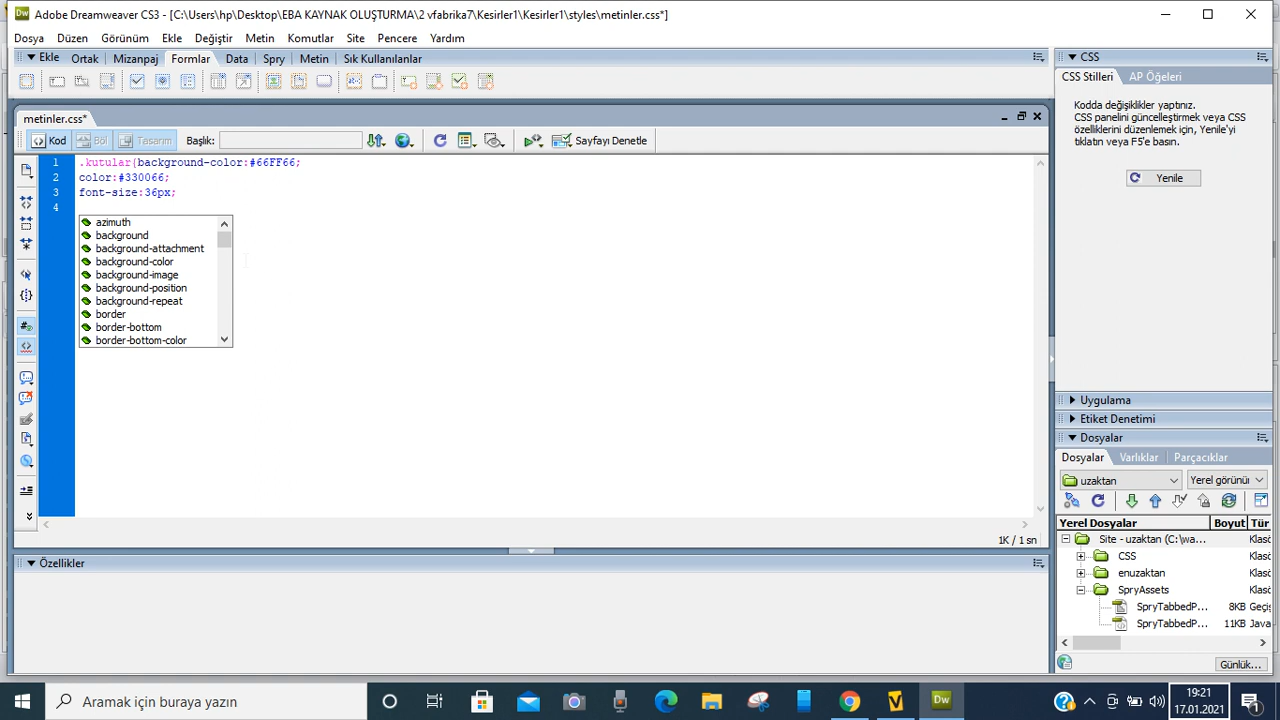 Adobe Dreamweaver CS3 - [C:\Users\hp\Desktop\EBA KAYNAK OLUŞTURMA\2 vfabrika7\Kesirler1\Kesirler1\styles\metinler.css*]
Dosya Düzen Görünüm Ekle Değiştir Metin Komutlar Site Pencere Yardım
Ekle Ortak Mizanpaj Formlar Data Spry Metin Sık Kullanılanlar
metinler.css*
Kod Böl Tasarım Başlık: Sayfayı Denetle
1 .kutular{background-color:#66FF66;
2 color:#330066;
3 font-size:36px;
4
azimuth
background
background-attachment
background-color
background-image
background-position
background-repeat
border
border-bottom
border-bottom-color
1K / 1 sn
Özellikler
CSS
CSS Stilleri AP Öğeleri
Kodda değişiklikler yaptınız.
CSS panelini güncelleştirmek veya CSS
özelliklerini düzenlemek için, Yenile'yi
tıklatın veya F5'e basın.
Yenile
Uygulama
Etiket Denetimi
Dosyalar
Dosyalar Varlıklar Parçacıklar
uzaktan Yerel görünü
Yerel Dosyalar Boyut Tür
Site - uzaktan (C:\wa... Klasö
CSS Klasö
enuzaktan Klasö
SpryAssets Klasö
SpryTabbedP... 8KB Geçiş
SpryTabbedP... 11KB Java
Günlük...
Aramak için buraya yazın
Dw
19:21
17.01.2021
1